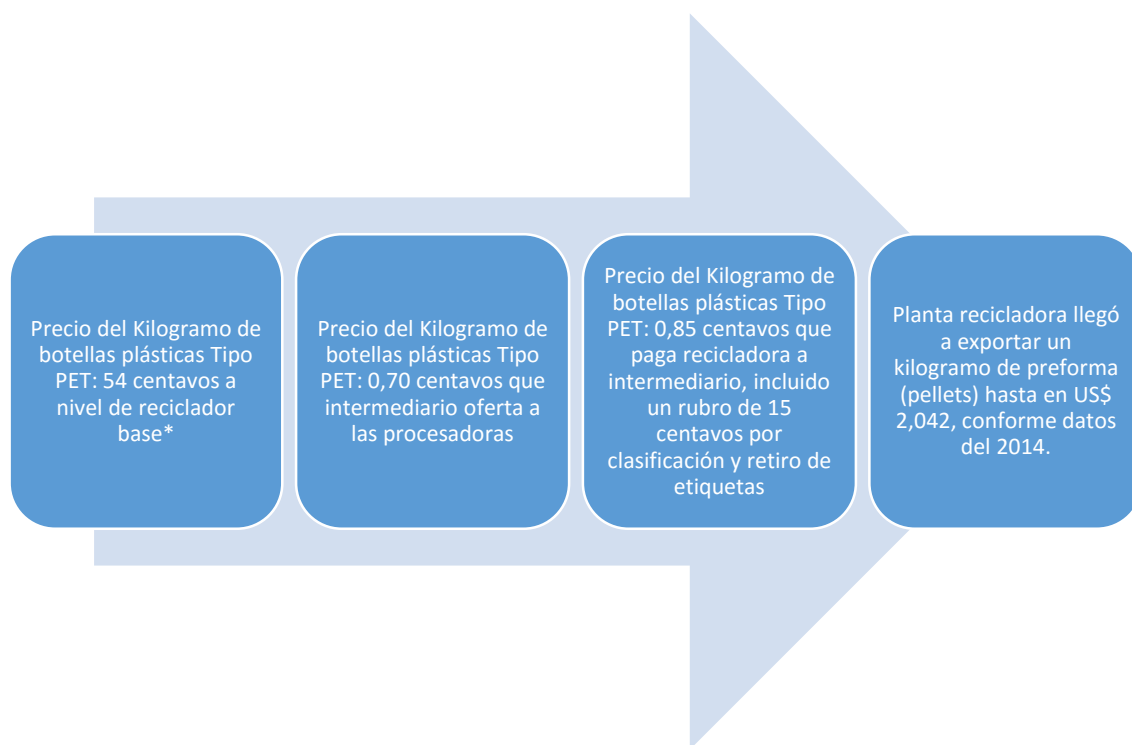 Precio del Kilogramo de
botellas plásticas Tipo
PET: 54 centavos a
nivel de reciclador
base*
Precio del Kilogramo de
botellas plásticas Tipo
PET: 0,70 centavos que
intermediario oferta a
las procesadoras
Precio del Kilogramo de
botellas plásticas Tipo
PET: 0,85 centavos que
paga recicladora a
intermediario, incluido
un rubro de 15
centavos por
clasificación y retiro de
etiquetas
Planta recicladora llegó
a exportar un
kilogramo de preforma
(pellets) hasta en US$
2,042, conforme datos
del 2014.